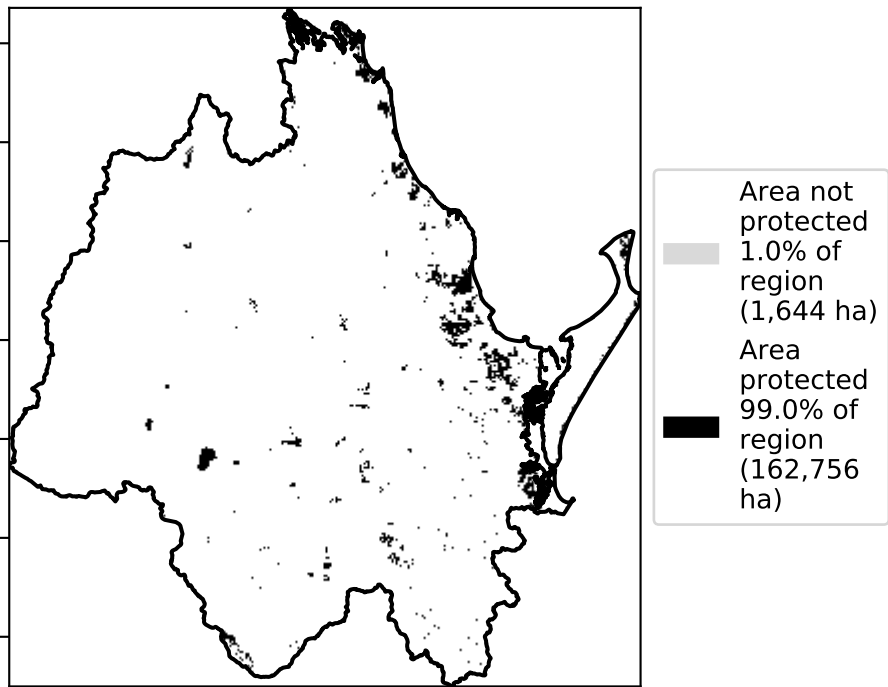 Area not
protected
1.0% of
region
(1,644 ha)
Area
protected
99.0% of
region
(162,756
ha)